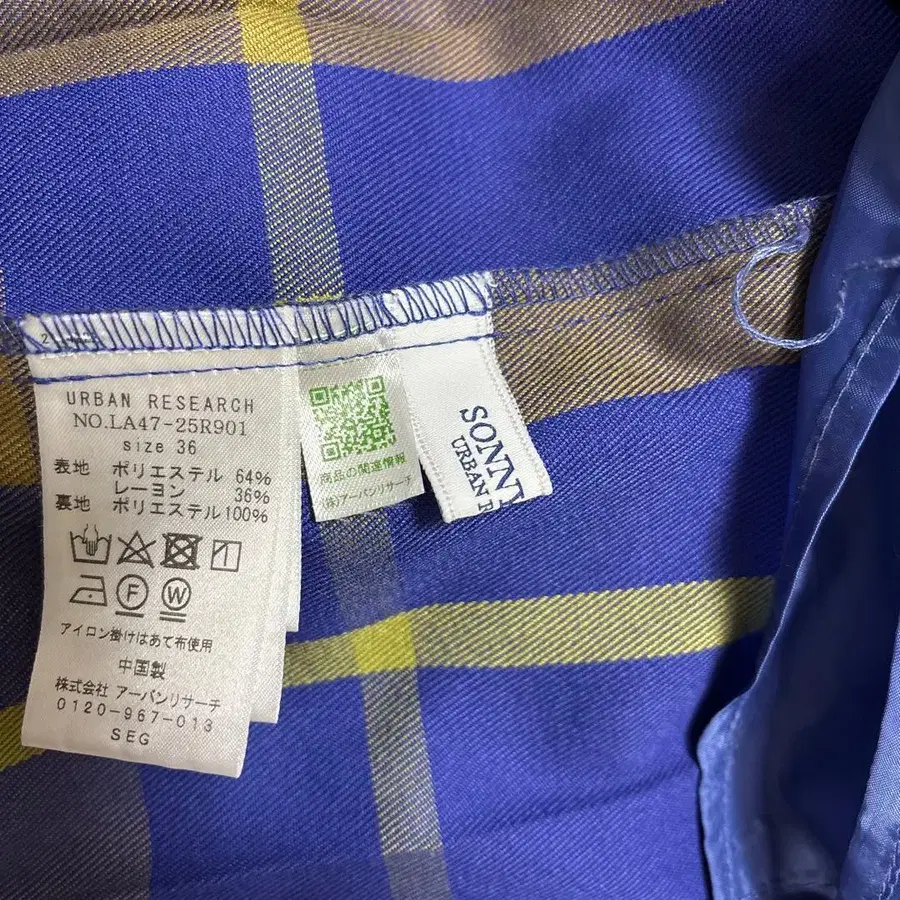 URBAN RESEARCH
NO.LA47-25R901
size 36
表地 ポリエステル 64%
レーヨン 36%
裏地 ポリエステル100%
F W
アイロン掛けはあて布使用
中国製
株式会社 アーバンリサーチ
0120-967-013
SEG
商品の関連情報
(株)アーバンリサーチ
SONNY
URBAN R